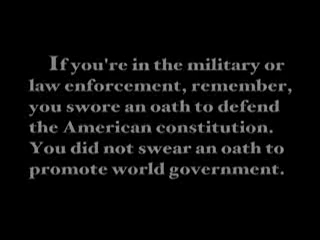 If you're in the military or
law enforcement, remember,
you swore an oath to defend
the American constitution.
You did not swear an oath to
promote world government.